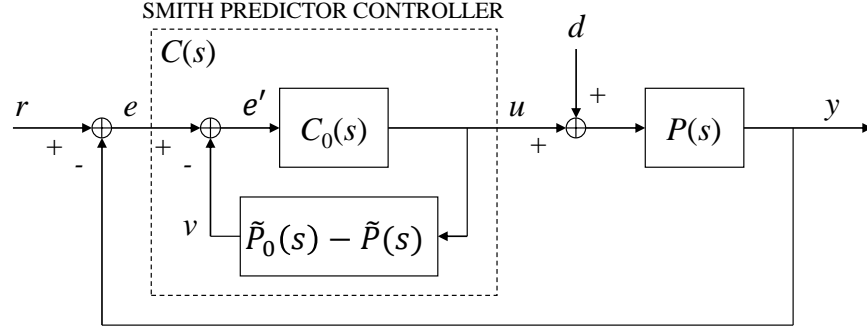 SMITH PREDICTOR CONTROLLER
C(s)
d
r
e
e′
C₀(s)
u
P(s)
y
+
-
+
-
+
+
v
P̃₀(s) − P̃(s)